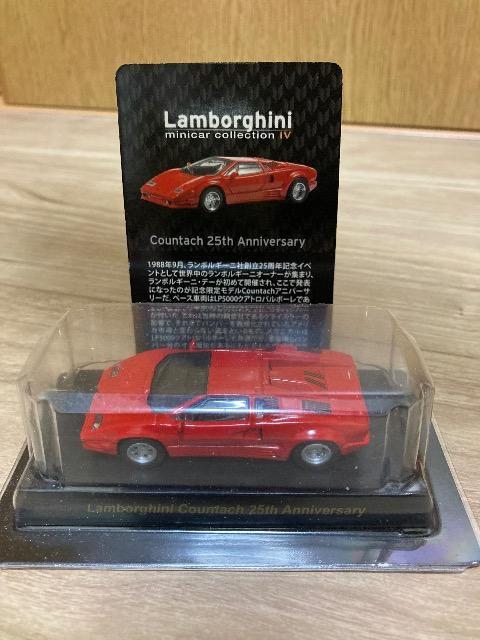 Lamborghini
minicar collection IV
Countach 25th Anniversary
1988年9月、ランボルギーニ社創立25周年記念イベ
ントとして世界中のランボルギーニオーナーが集まり、
ランボルギーニ・デーが初めて開催され、ここで発表
になったのが記念限定モデルCountachアニバーサ
リーだ。ベース車両はLP5000クアトロバルボーレであ
Lamborghini Countach 25th Anniversary